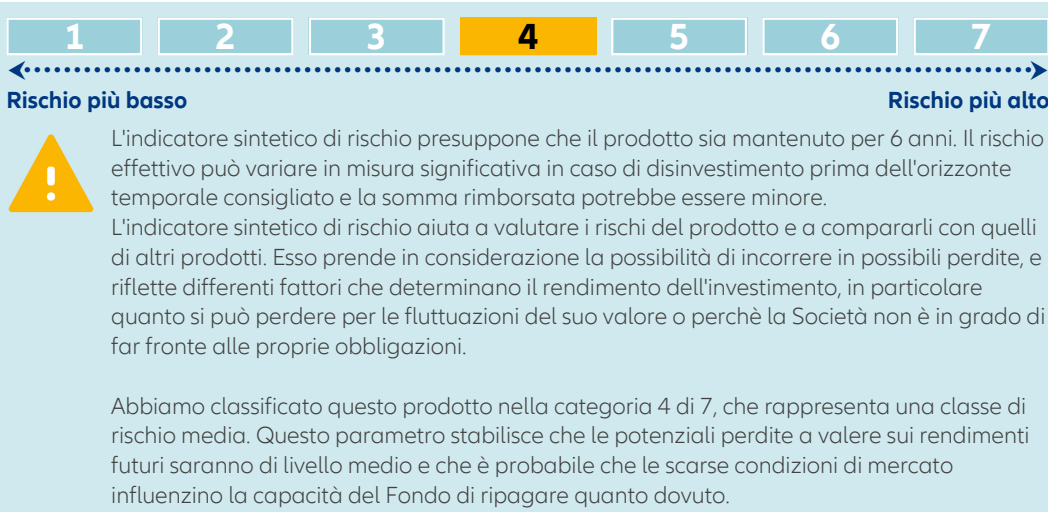 1 2 3 4 5 6 7
Rischio più basso Rischio più alto
L'indicatore sintetico di rischio presuppone che il prodotto sia mantenuto per 6 anni. Il rischio
effettivo può variare in misura significativa in caso di disinvestimento prima dell'orizzonte
temporale consigliato e la somma rimborsata potrebbe essere minore.
L'indicatore sintetico di rischio aiuta a valutare i rischi del prodotto e a compararli con quelli
di altri prodotti. Esso prende in considerazione la possibilità di incorrere in possibili perdite, e
riflette differenti fattori che determinano il rendimento dell'investimento, in particolare
quanto si può perdere per le fluttuazioni del suo valore o perchè la Società non è in grado di
far fronte alle proprie obbligazioni.
Abbiamo classificato questo prodotto nella categoria 4 di 7, che rappresenta una classe di
rischio media. Questo parametro stabilisce che le potenziali perdite a valere sui rendimenti
futuri saranno di livello medio e che è probabile che le scarse condizioni di mercato
influenzino la capacità del Fondo di ripagare quanto dovuto.